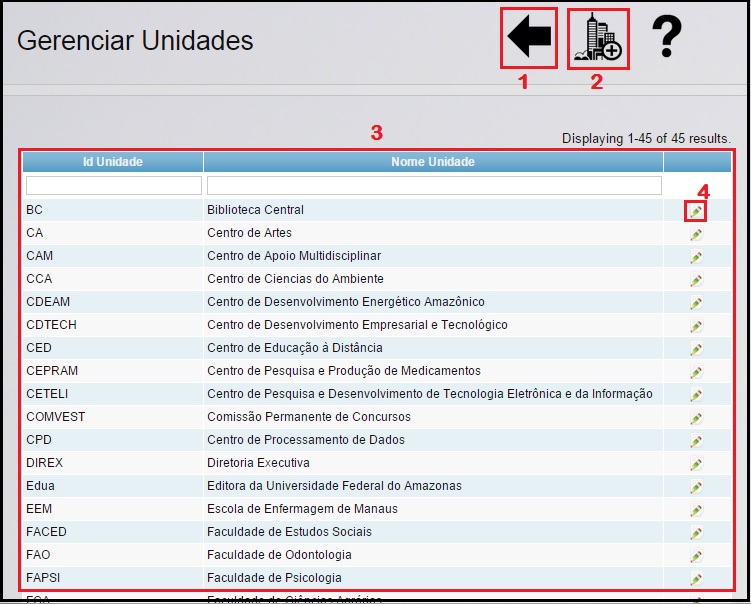 Gerenciar Unidades
?
1
2
3
Displaying 1-45 of 45 results.
Id Unidade Nome Unidade
4
BC Biblioteca Central
CA Centro de Artes
CAM Centro de Apoio Multidisciplinar
CCA Centro de Ciencias do Ambiente
CDEAM Centro de Desenvolvimento Energético Amazônico
CDTECH Centro de Desenvolvimento Empresarial e Tecnológico
CED Centro de Educação à Distância
CEPRAM Centro de Pesquisa e Produção de Medicamentos
CETELI Centro de Pesquisa e Desenvolvimento de Tecnologia Eletrônica e da Informação
COMVEST Comissão Permanente de Concursos
CPD Centro de Processamento de Dados
DIREX Diretoria Executiva
Edua Editora da Universidade Federal do Amazonas
EEM Escola de Enfermagem de Manaus
FACED Faculdade de Estudos Sociais
FAO Faculdade de Odontologia
FAPSI Faculdade de Psicologia
FCA Faculdade de Ciências Agrárias